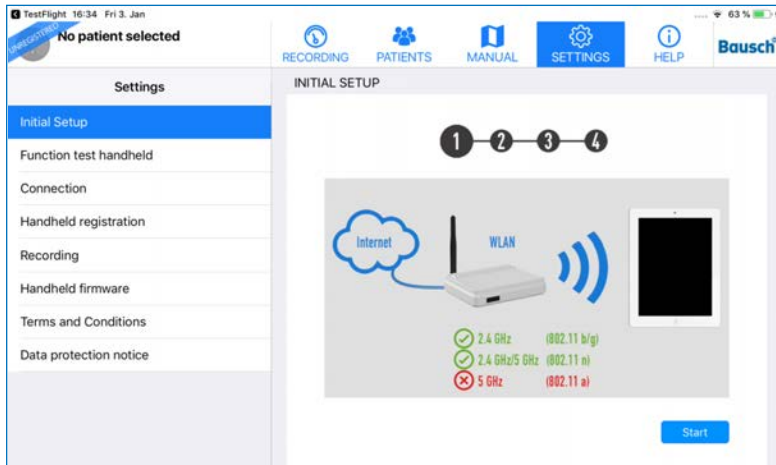 TestFlight 16:34 Fri 3. Jan 63 %
UNREGISTERED
No patient selected
RECORDING PATIENTS MANUAL SETTINGS HELP
Bausch
Settings
INITIAL SETUP
Initial Setup
Function test handheld
Connection
Handheld registration
Recording
Handheld firmware
Terms and Conditions
Data protection notice
1 2 3 4
Internet
WLAN
2.4 GHz (802.11 b/g)
2.4 GHz/5 GHz (802.11 n)
5 GHz (802.11 a)
Start